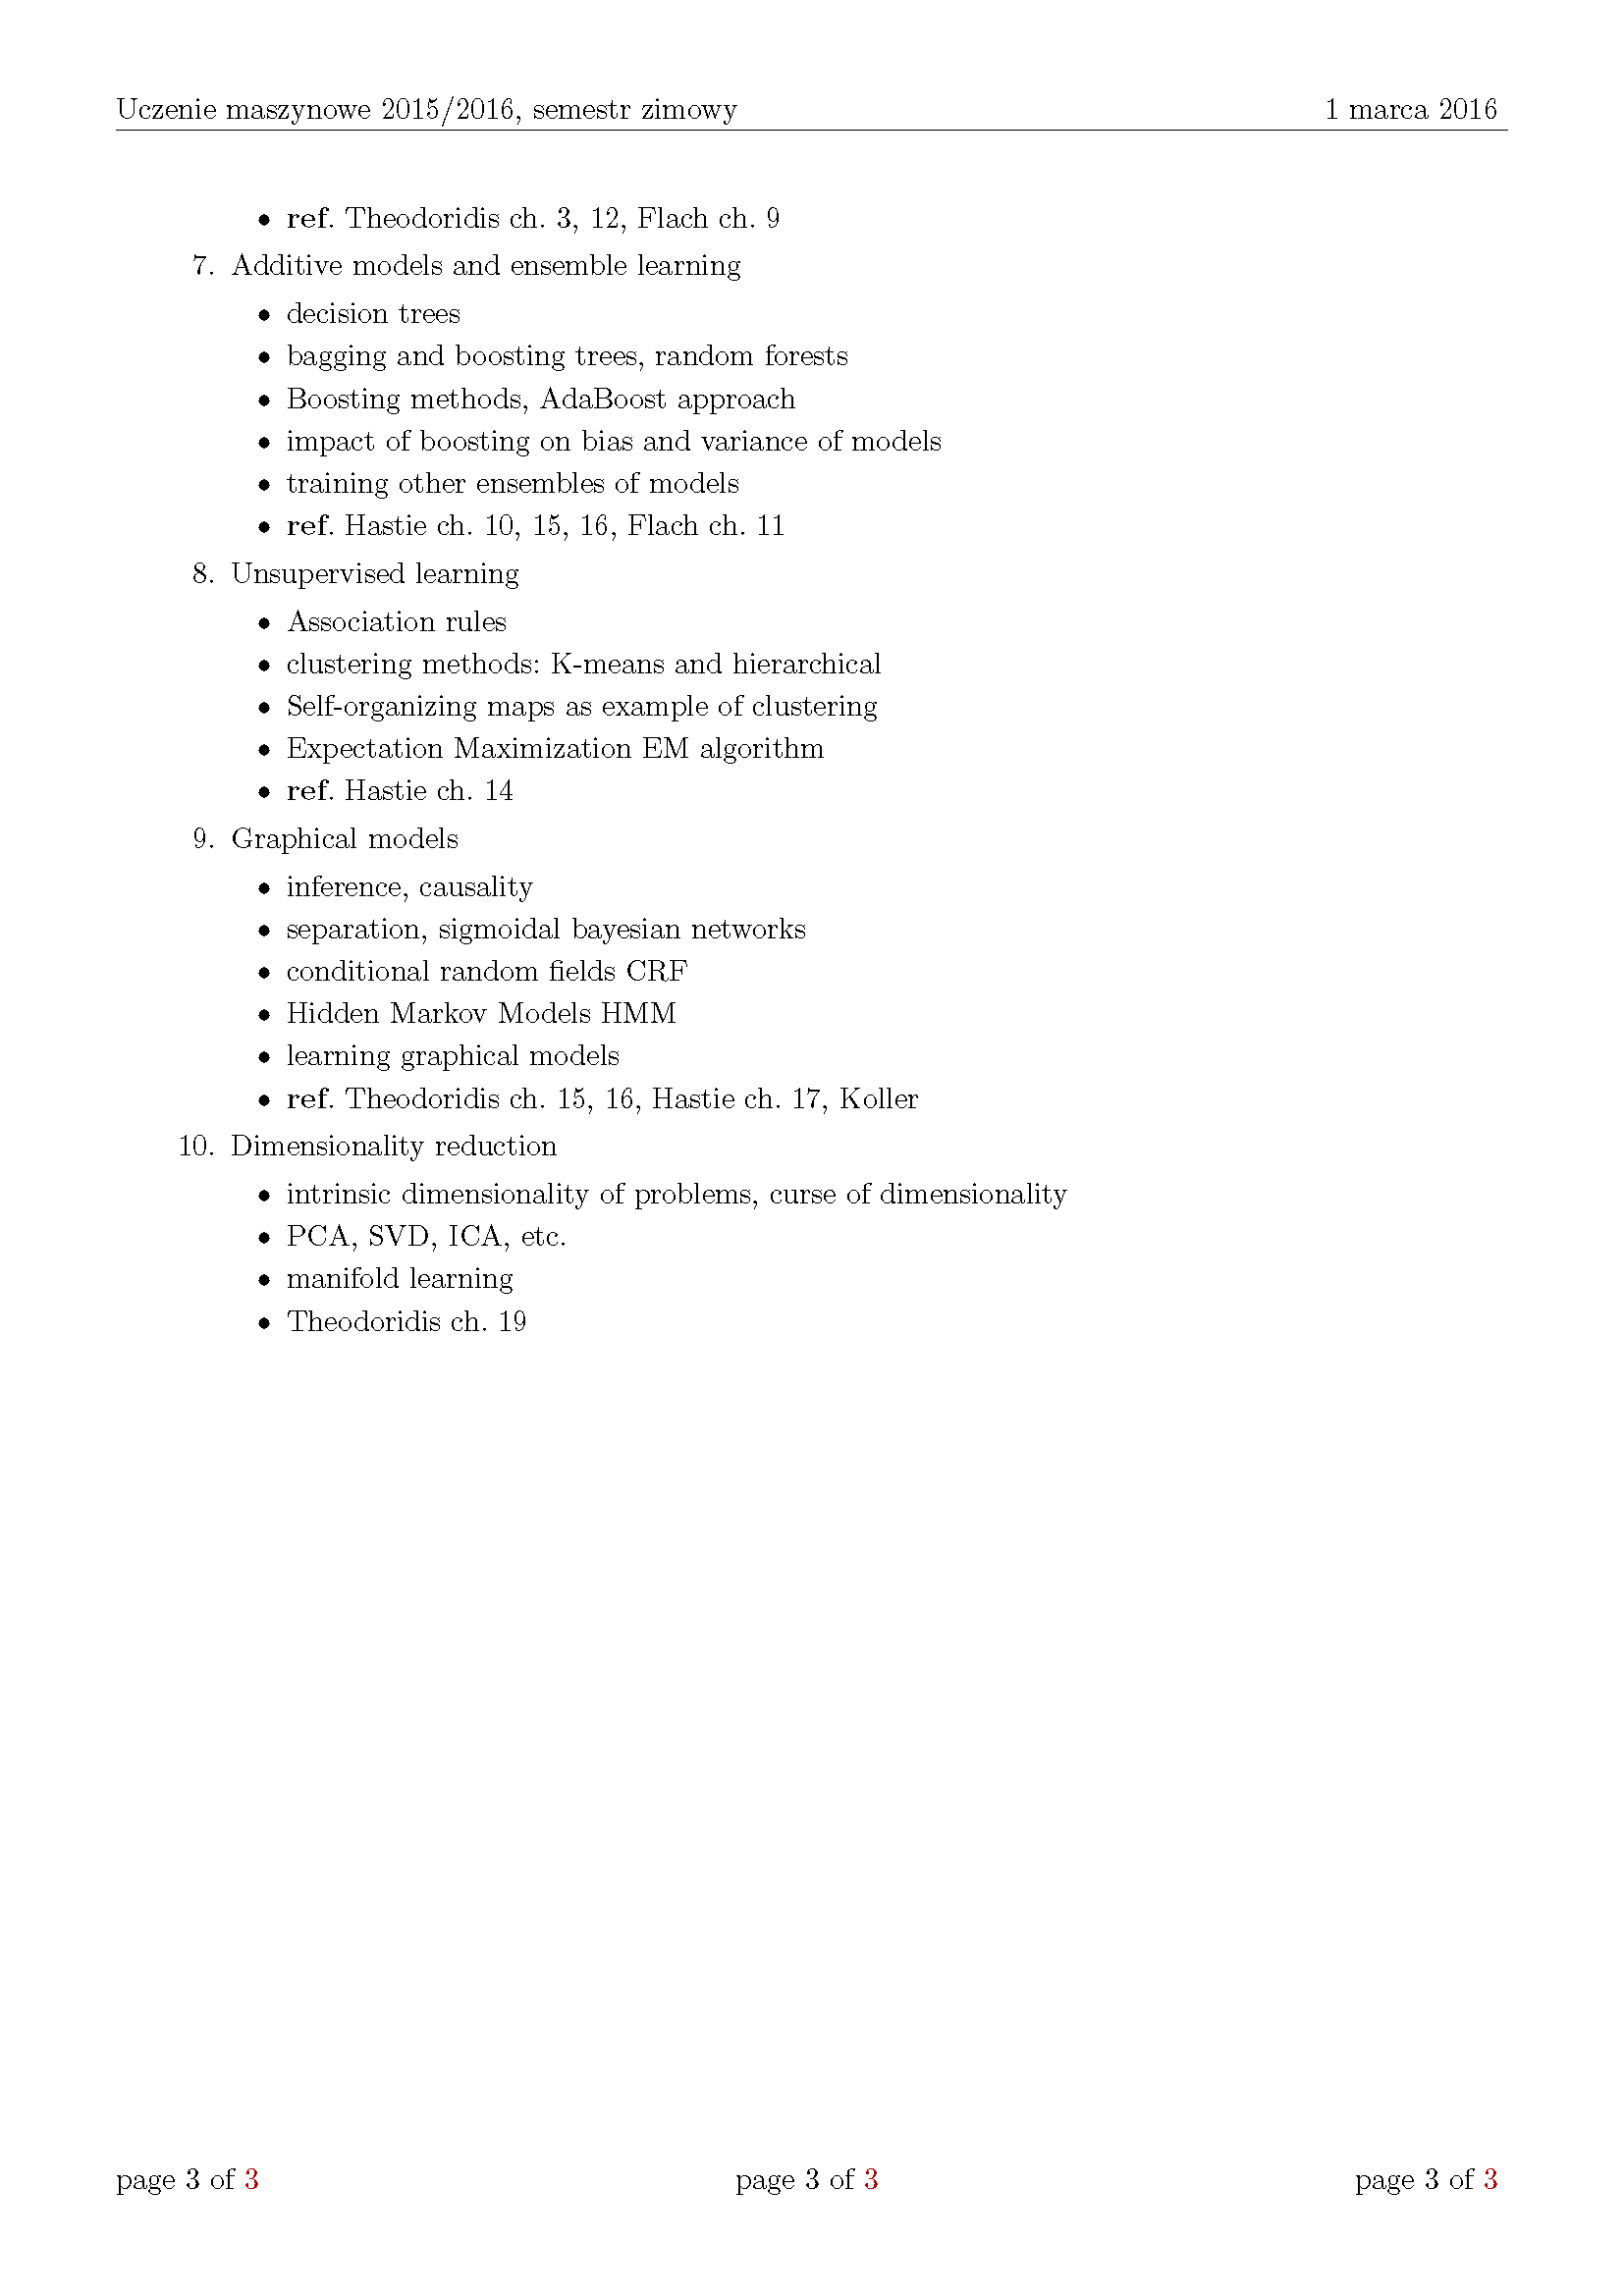 Uczenie maszynowe 2015/2016, semestr zimowy 1 marca 2016
• ref. Theodoridis ch. 3, 12, Flach ch. 9
7. Additive models and ensemble learning
• decision trees
• bagging and boosting trees, random forests
• Boosting methods, AdaBoost approach
• impact of boosting on bias and variance of models
• training other ensembles of models
• ref. Hastie ch. 10, 15, 16, Flach ch. 11
8. Unsupervised learning
• Association rules
• clustering methods: K-means and hierarchical
• Self-organizing maps as example of clustering
• Expectation Maximization EM algorithm
• ref. Hastie ch. 14
9. Graphical models
• inference, causality
• separation, sigmoidal bayesian networks
• conditional random fields CRF
• Hidden Markov Models HMM
• learning graphical models
• ref. Theodoridis ch. 15, 16, Hastie ch. 17, Koller
10. Dimensionality reduction
• intrinsic dimensionality of problems, curse of dimensionality
• PCA, SVD, ICA, etc.
• manifold learning
• Theodoridis ch. 19
page 3 of 3 page 3 of 3 page 3 of 3